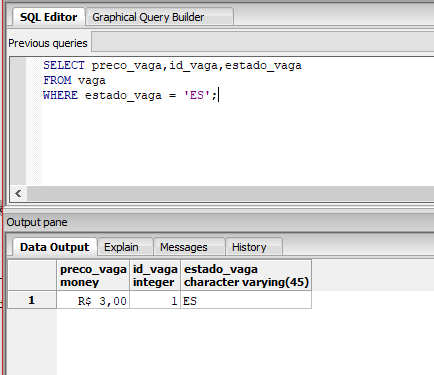 SQL Editor Graphical Query Builder
Previous queries
SELECT preco_vaga,id_vaga,estado_vaga
FROM vaga
WHERE estado_vaga = 'ES';
Output pane
Data Output Explain Messages History
preco_vaga id_vaga estado_vaga
money integer character varying(45)
1 R$ 3,00 1 ES